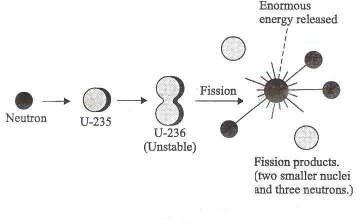 Enormous
energy released
Fission
Neutron
U-235
U-236
(Unstable)
Fission products.
(two smaller nuclei
and three neutrons.)